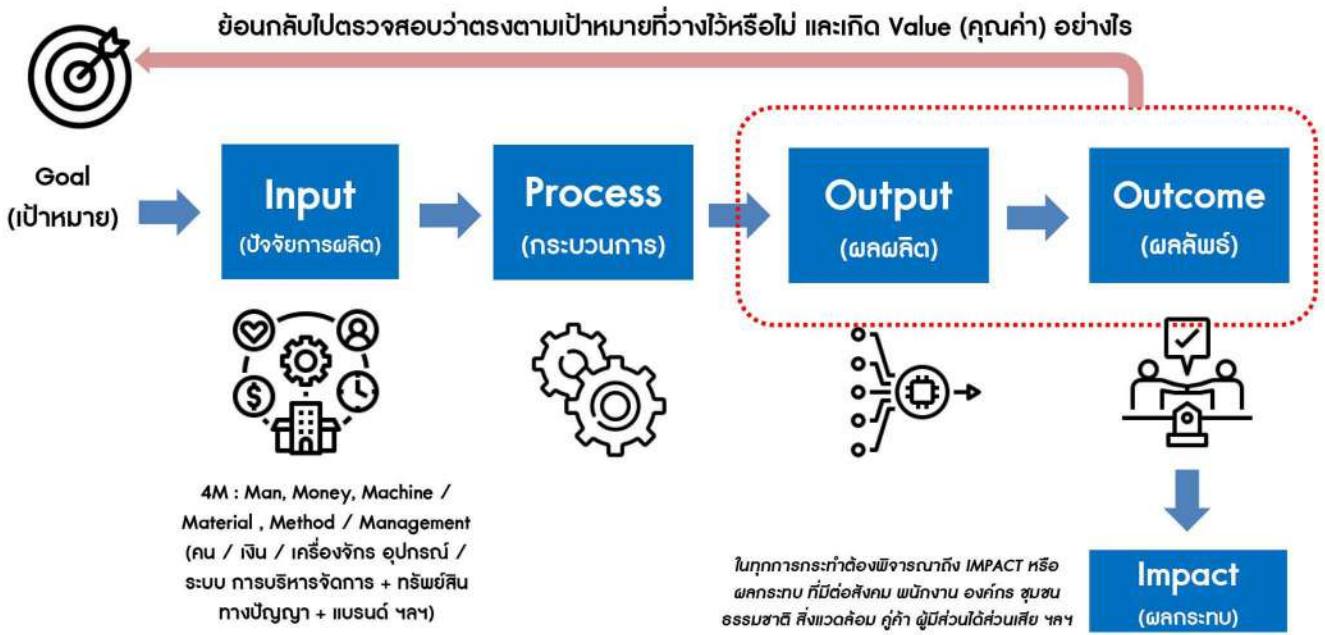 ย้อนกลับไปตรวจสอบว่าตรงตามเป้าหมายที่วางไว้หรือไม่ และเกิด Value (คุณค่า) อย่างไร
Goal
(เป้าหมาย)
Input
(ปัจจัยการผลิต)
Process
(กระบวนการ)
Output
(ผลผลิต)
Outcome
(ผลลัพธ์)
4M : Man, Money, Machine /
Material , Method / Management
(คน / เงิน / เครื่องจักร อุปกรณ์ /
ระบบ การบริหารจัดการ + ทรัพย์สิน
ทางปัญญา + แบรนด์ ฯลฯ)
ในทุกการกระทำต้องพิจารณาถึง IMPACT หรือ
ผลกระทบ ที่มีต่อสังคม พนักงาน องค์กร ชุมชน
ธรรมชาติ สิ่งแวดล้อม คู่ค้า ผู้มีส่วนได้ส่วนเสีย ฯลฯ
Impact
(ผลกระทบ)